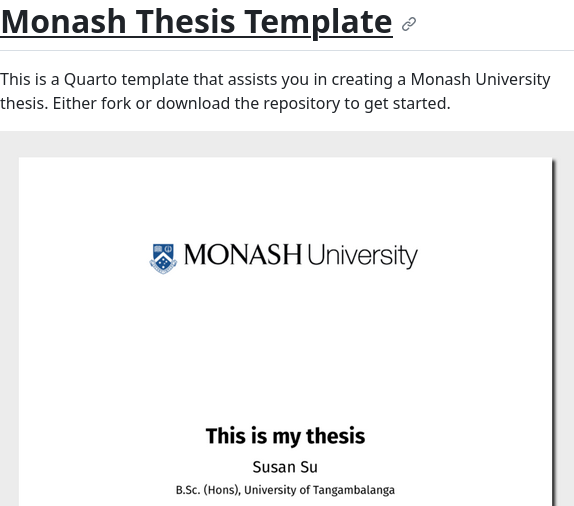 Monash Thesis Template
This is a Quarto template that assists you in creating a Monash University
thesis. Either fork or download the repository to get started.
MONASH University
This is my thesis
Susan Su
B.Sc. (Hons), University of Tangambalanga